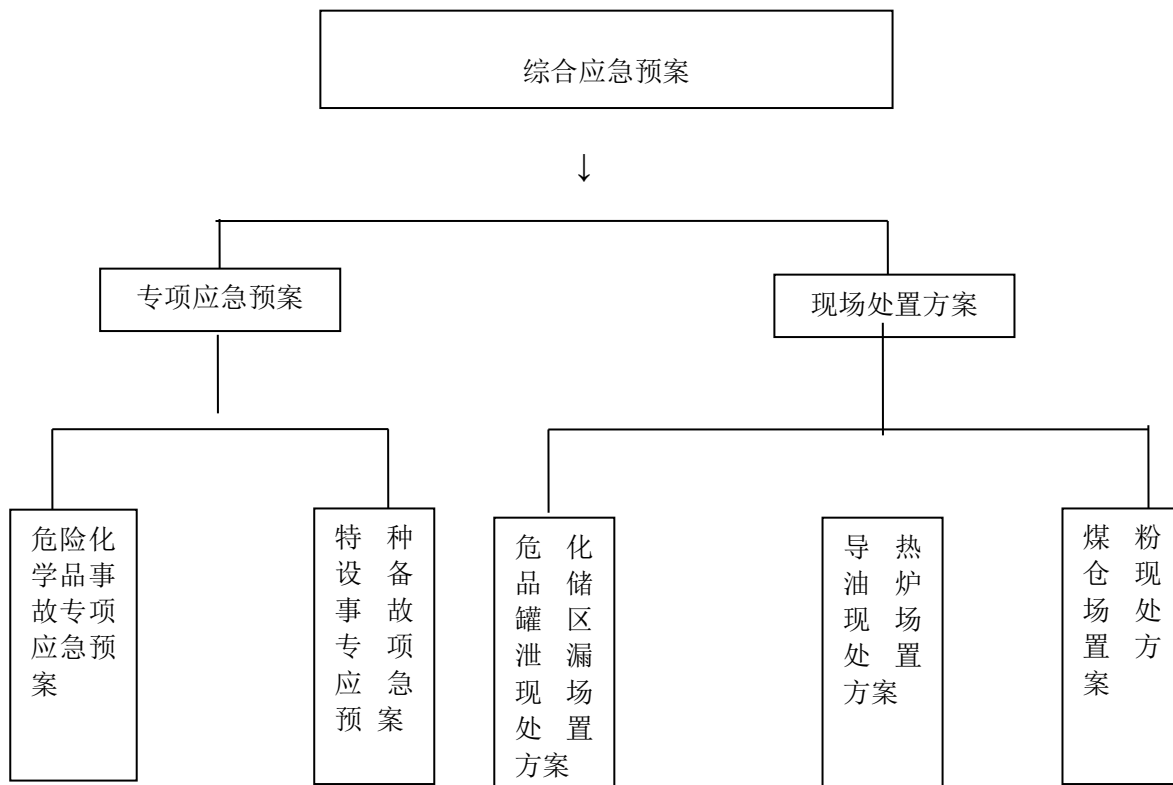 综合应急预案
↓
专项应急预案
现场处置方案
危险化
学品事
故专项
应急预
案
特种
设备
事故
专项
应急
预案
危化
品储
罐区
泄漏
现场
处置
方案
导热
油炉
现场
处置
方案
煤粉
仓现
场处
置方
案